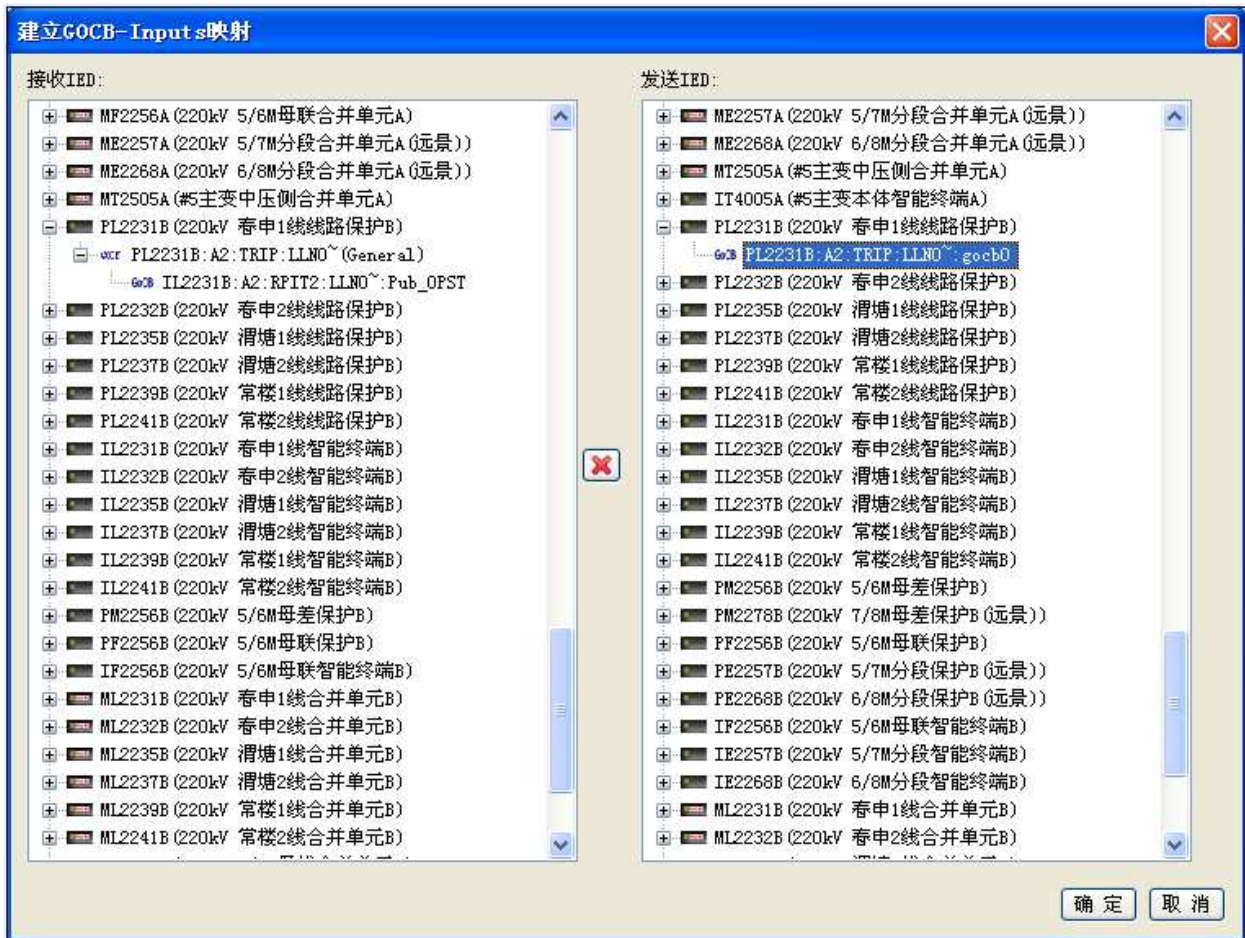 建立GOCB-Inputs映射
接收IED:
MF2256A(220kV 5/6M母联合并单元A)
ME2257A(220kV 5/7M分段合并单元A(远景))
ME2268A(220kV 6/8M分段合并单元A(远景))
MT2505A(#5主变中压侧合并单元A)
PL2231B(220kV 春申1线线路保护B)
PL2231B:A2:TRIP:LLN0~(General)
GoCB IL2231B:A2:RPIT2:LLN0~:Pub_OPST
PL2232B(220kV 春申2线线路保护B)
PL2235B(220kV 渭塘1线线路保护B)
PL2237B(220kV 渭塘2线线路保护B)
PL2239B(220kV 常楼1线线路保护B)
PL2241B(220kV 常楼2线线路保护B)
IL2231B(220kV 春申1线智能终端B)
IL2232B(220kV 春申2线智能终端B)
IL2235B(220kV 渭塘1线智能终端B)
IL2237B(220kV 渭塘2线智能终端B)
IL2239B(220kV 常楼1线智能终端B)
IL2241B(220kV 常楼2线智能终端B)
PM2256B(220kV 5/6M母差保护B)
PF2256B(220kV 5/6M母联保护B)
IF2256B(220kV 5/6M母联智能终端B)
ML2231B(220kV 春申1线合并单元B)
ML2232B(220kV 春申2线合并单元B)
ML2235B(220kV 渭塘1线合并单元B)
ML2237B(220kV 渭塘2线合并单元B)
ML2239B(220kV 常楼1线合并单元B)
ML2241B(220kV 常楼2线合并单元B)
发送IED:
ME2257A(220kV 5/7M分段合并单元A(远景))
ME2268A(220kV 6/8M分段合并单元A(远景))
MT2505A(#5主变中压侧合并单元A)
IT4005A(#5主变本体智能终端A)
PL2231B(220kV 春申1线线路保护B)
GoCB PL2231B:A2:TRIP:LLN0~:gocb0
PL2232B(220kV 春申2线线路保护B)
PL2235B(220kV 渭塘1线线路保护B)
PL2237B(220kV 渭塘2线线路保护B)
PL2239B(220kV 常楼1线线路保护B)
PL2241B(220kV 常楼2线线路保护B)
IL2231B(220kV 春申1线智能终端B)
IL2232B(220kV 春申2线智能终端B)
IL2235B(220kV 渭塘1线智能终端B)
IL2237B(220kV 渭塘2线智能终端B)
IL2239B(220kV 常楼1线智能终端B)
IL2241B(220kV 常楼2线智能终端B)
PM2256B(220kV 5/6M母差保护B)
PM2278B(220kV 7/8M母差保护B(远景))
PF2256B(220kV 5/6M母联保护B)
PE2257B(220kV 5/7M分段保护B(远景))
PE2268B(220kV 6/8M分段保护B(远景))
IF2256B(220kV 5/6M母联智能终端B)
IE2257B(220kV 5/7M分段智能终端B)
IE2268B(220kV 6/8M分段智能终端B)
ML2231B(220kV 春申1线合并单元B)
ML2232B(220kV 春申2线合并单元B)
确 定
取 消